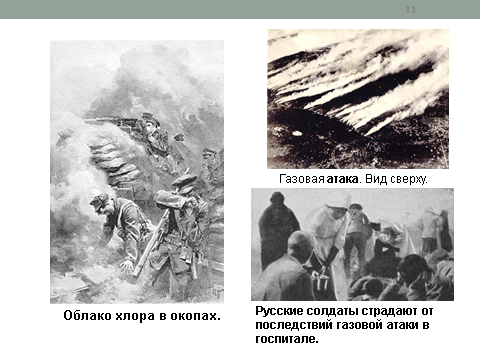 11
Газовая атака. Вид сверху.
Облако хлора в окопах.
Русские солдаты страдают от
последствий газовой атаки в
госпитале.